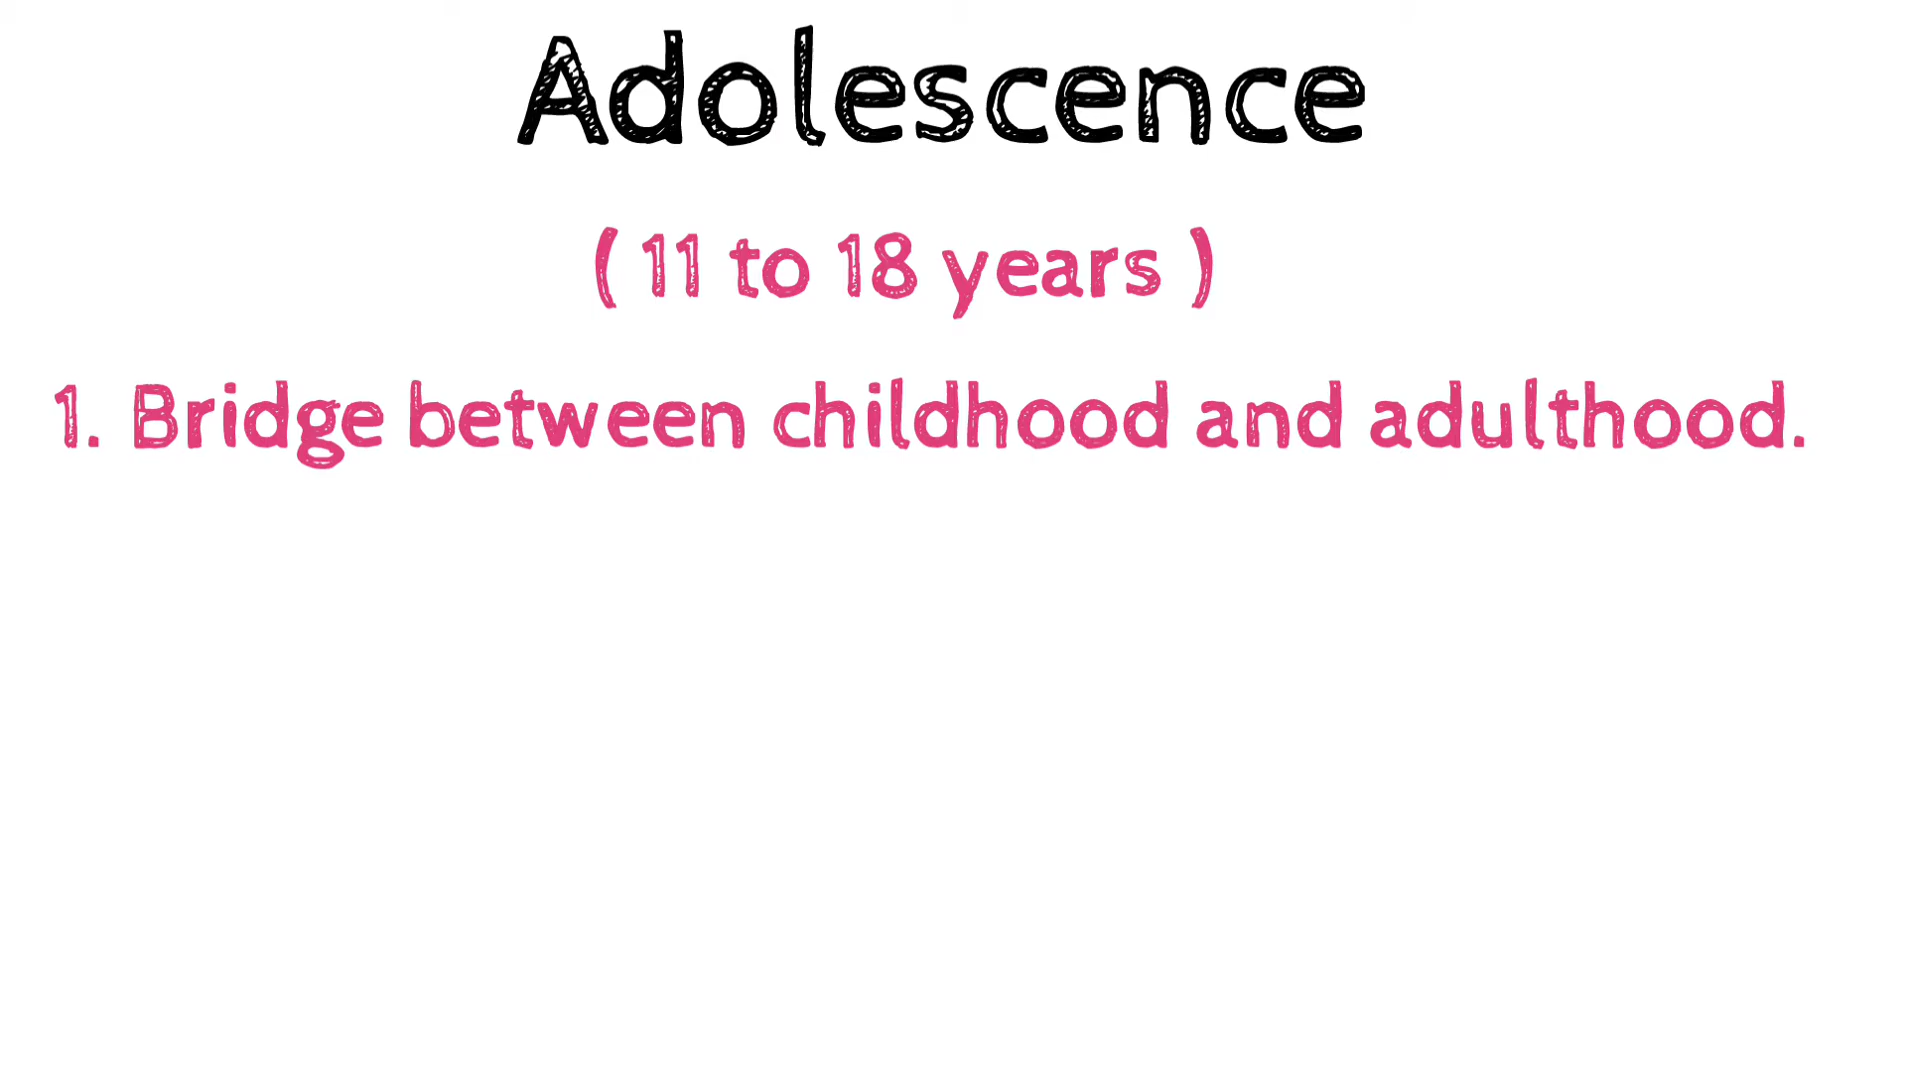 Adolescence
( 11 to 18 years )
1. Bridge between childhood and adulthood.